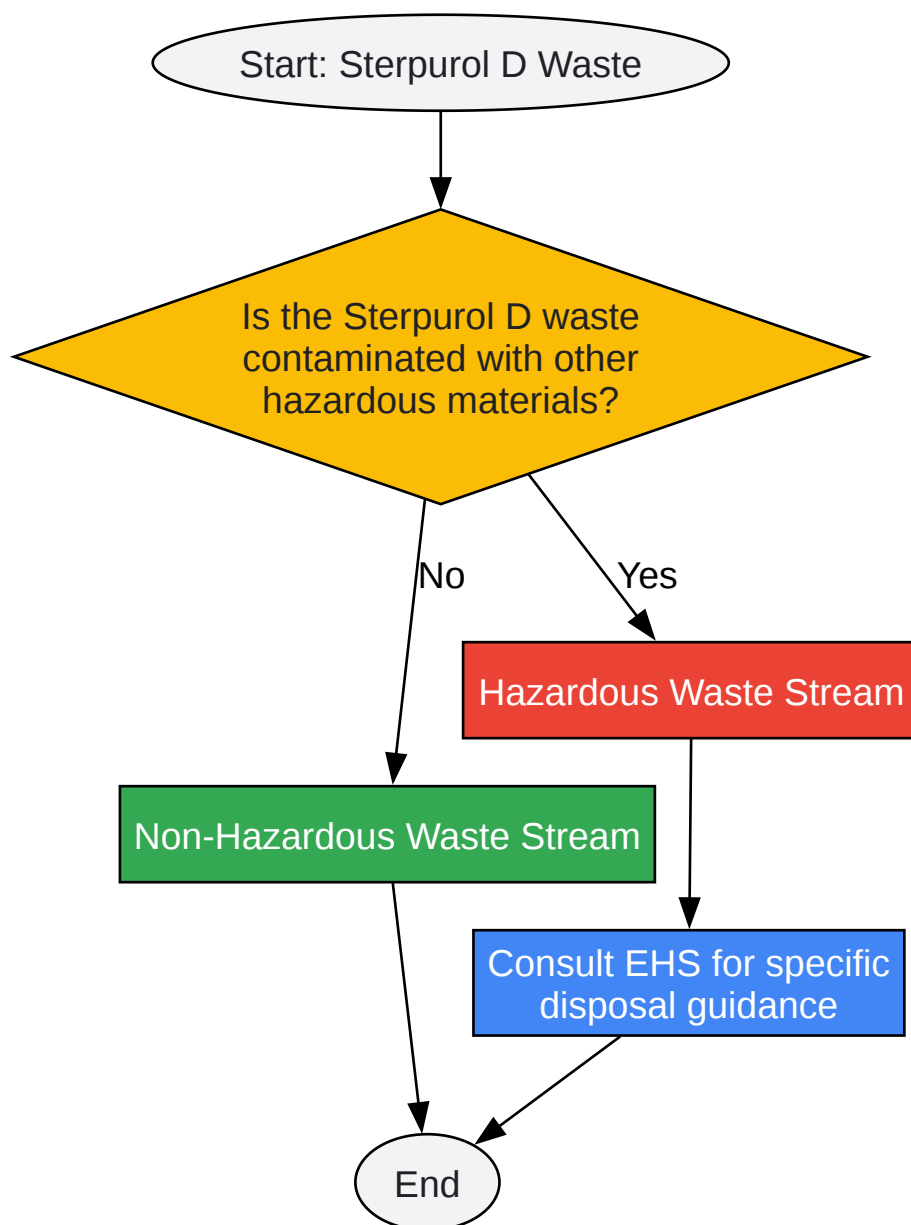 Start: Sterpurol D Waste
Is the Sterpurol D waste
contaminated with other
hazardous materials?
No
Yes
Hazardous Waste Stream
Non-Hazardous Waste Stream
Consult EHS for specific
disposal guidance
End